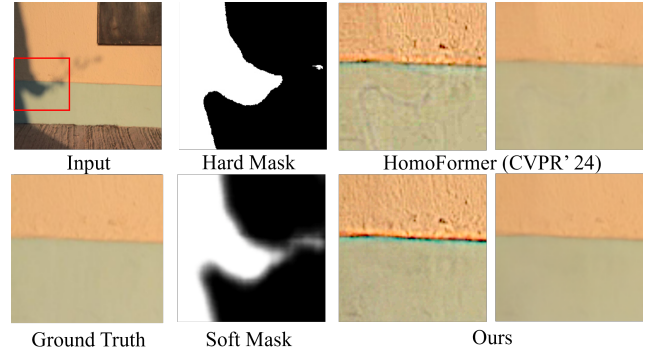 Input
Hard Mask
HomoFormer (CVPR’ 24)
Ground Truth
Soft Mask
Ours